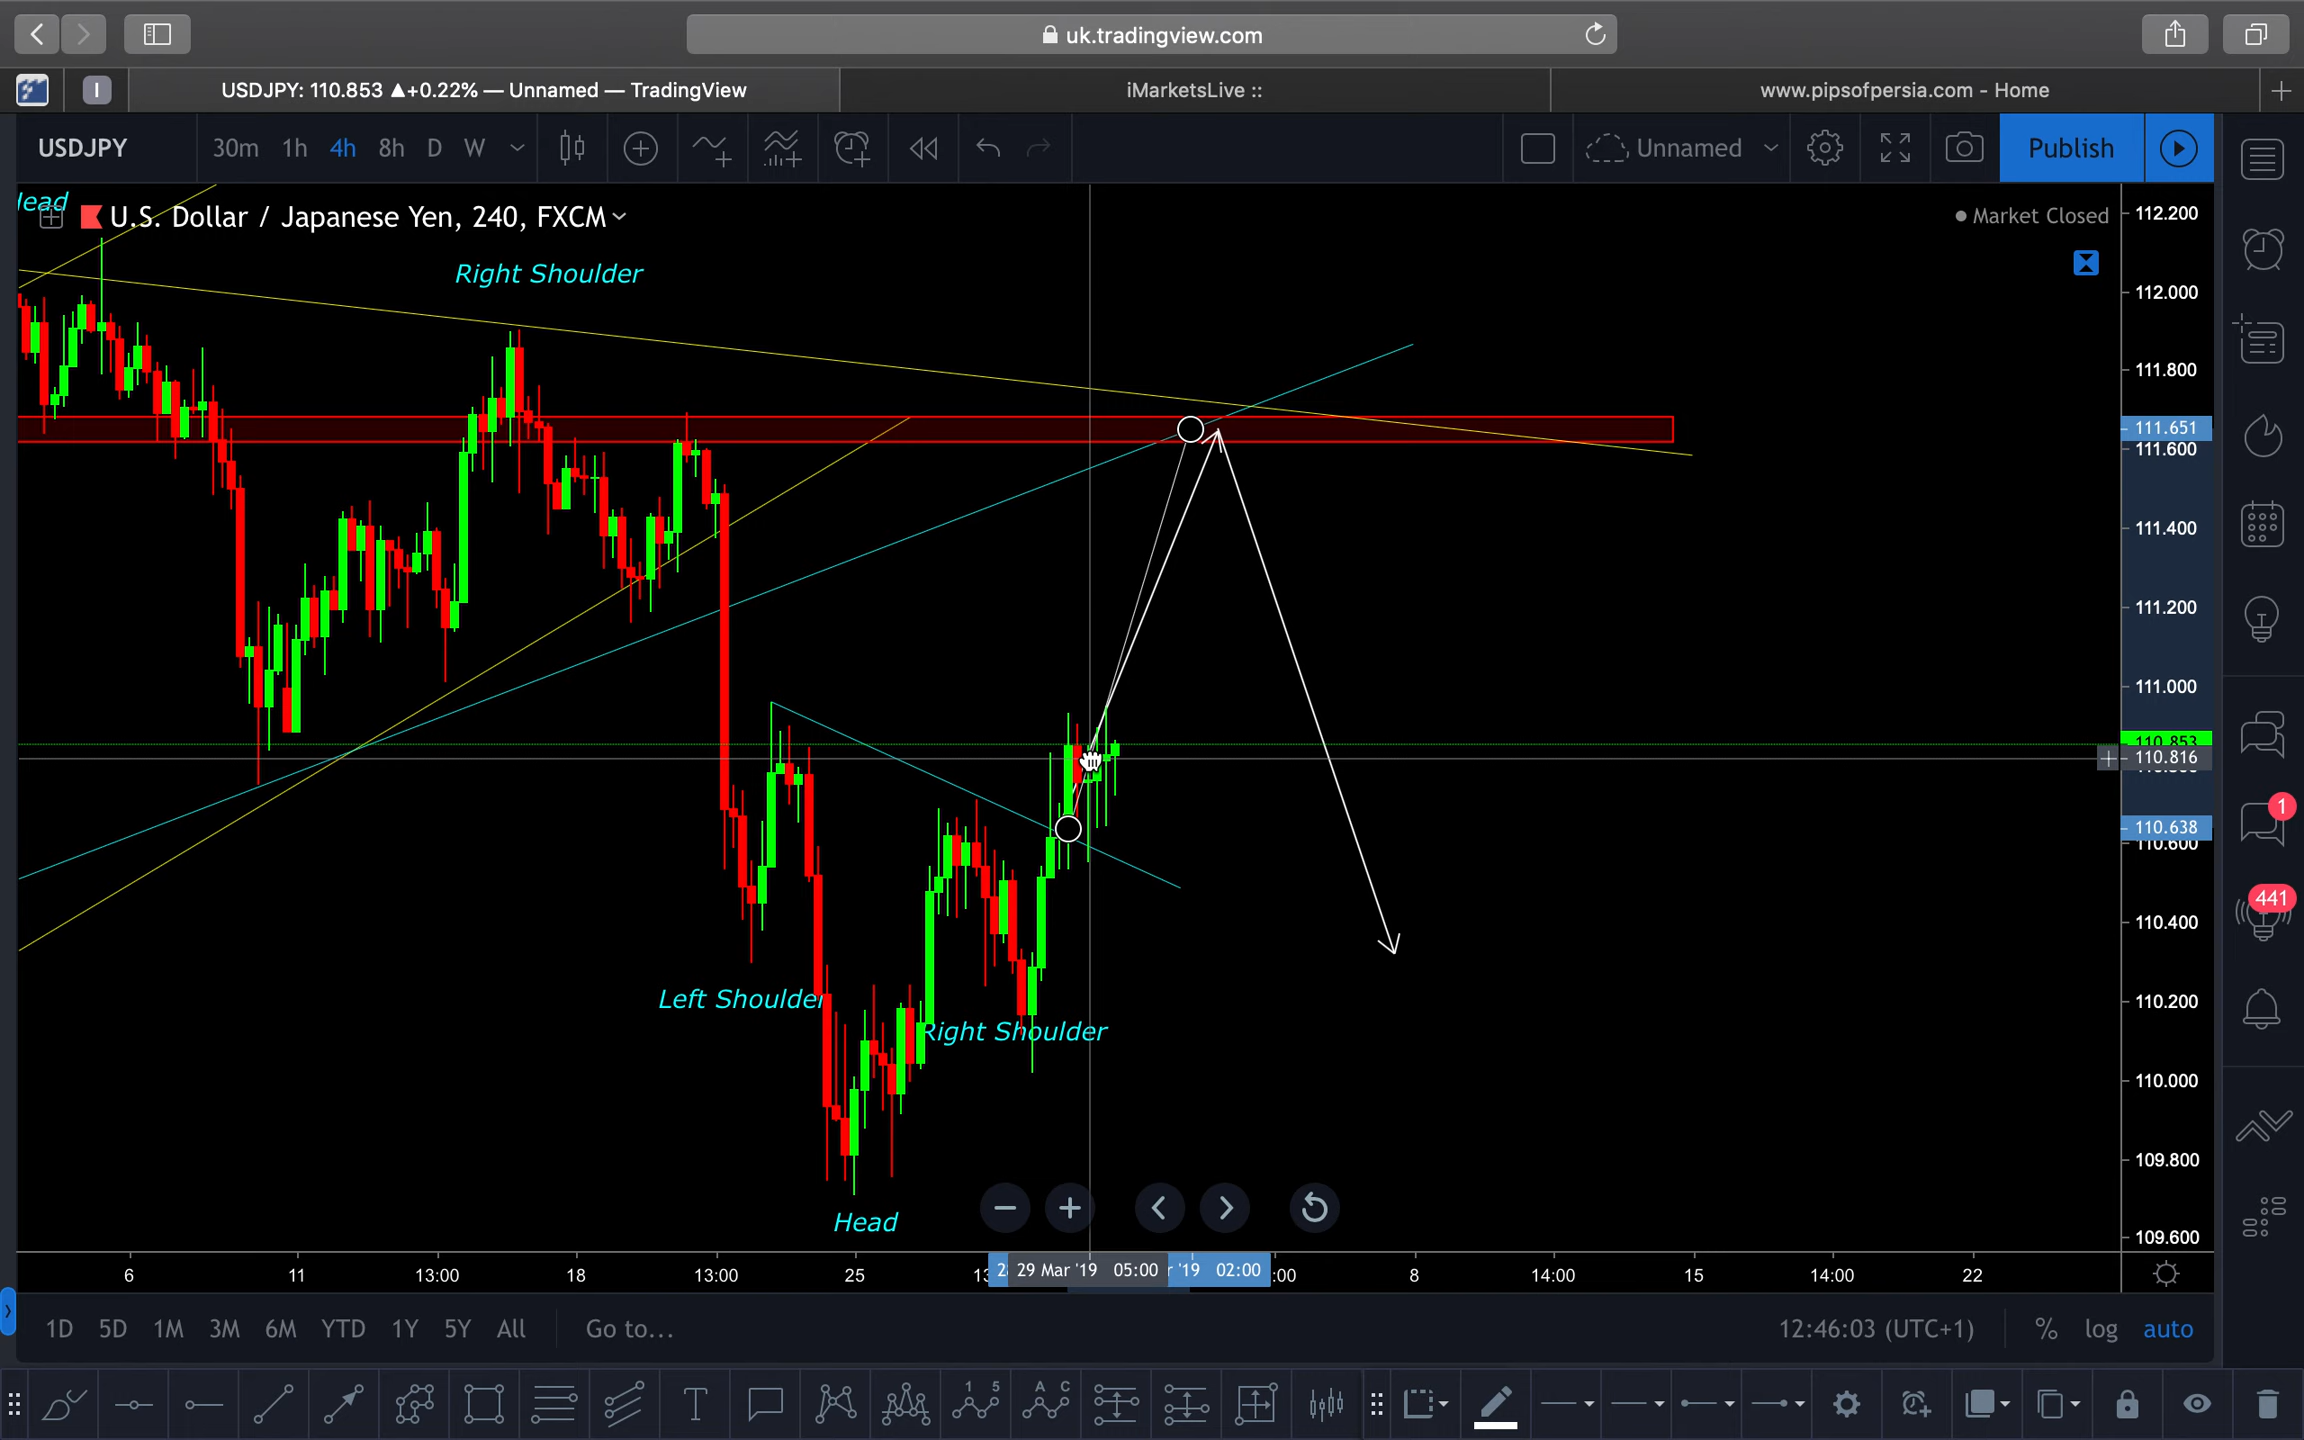 uk.tradingview.com
I
USDJPY: 110.853 ▲+0.22% — Unnamed — TradingView
iMarketsLive ::
www.pipsofpersia.com - Home
USDJPY 30m 1h 4h 8h D W
Unnamed
Publish
Head
U.S. Dollar / Japanese Yen, 240, FXCM
Market Closed
Right Shoulder
112.200
112.000
111.800
111.651
111.600
111.400
111.200
111.000
110.853
110.816
110.638
110.600
110.400
110.200
110.000
109.800
109.600
Left Shoulder
Right Shoulder
Head
1
441
6 11 13:00 18 13:00 25 29 Mar '19 05:00 '19 02:00 :00 8 14:00 15 14:00 22
1D 5D 1M 3M 6M YTD 1Y 5Y All Go to... 12:46:03 (UTC+1) % log auto
T 1 5 A C